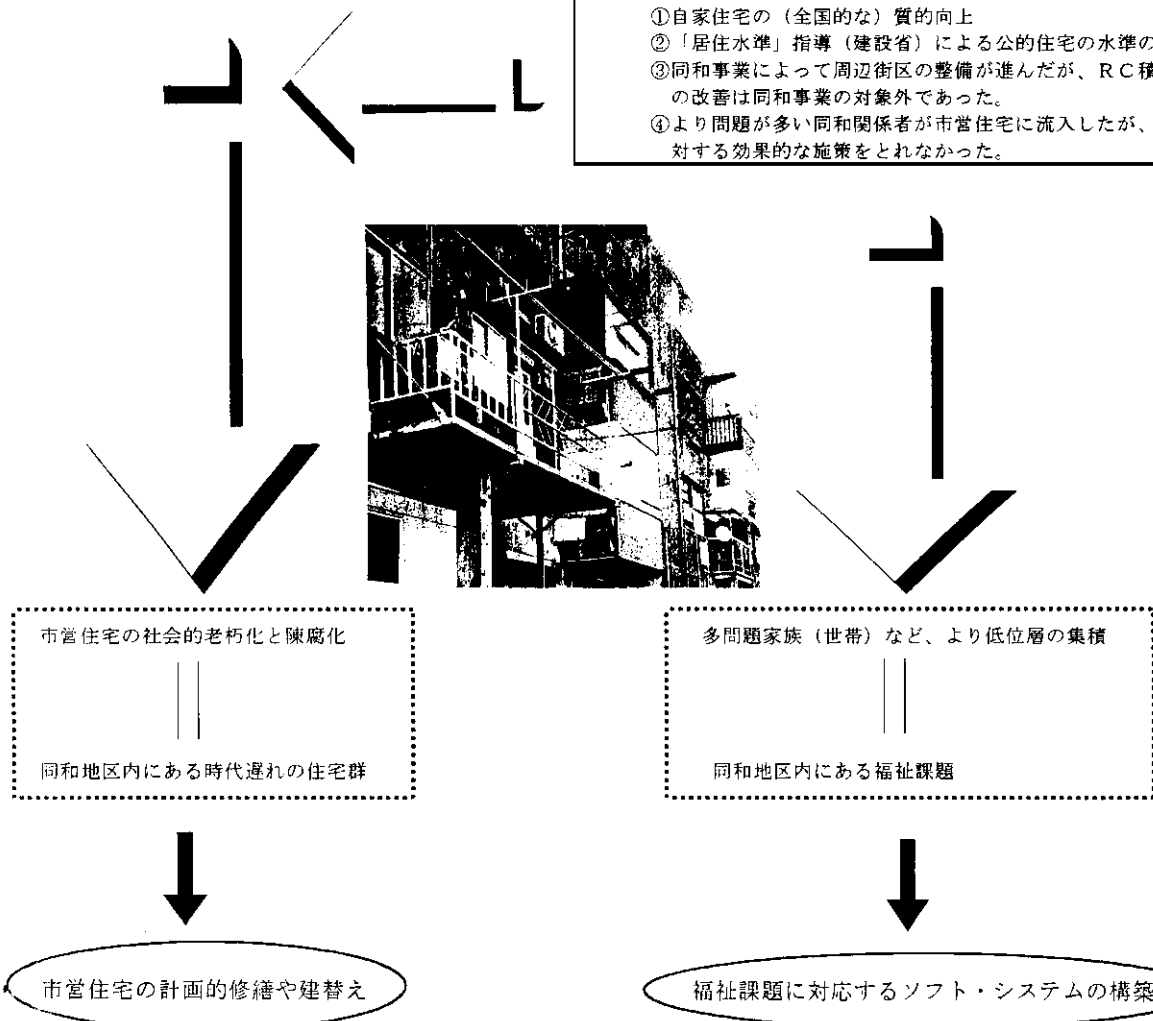 ①自家住宅の（全国的な）質的向上
②「居住水準」指導（建設省）による公的住宅の水準の
③同和事業によって周辺街区の整備が進んだが、ＲＣ積
の改善は同和事業の対象外であった。
④より問題が多い同和関係者が市営住宅に流入したが、
対する効果的な施策をとれなかった。
市営住宅の社会的老朽化と陳腐化
同和地区内にある時代遅れの住宅群
多問題家族（世帯）など、より低位層の集積
同和地区内にある福祉課題
市営住宅の計画的修繕や建替え
福祉課題に対応するソフト・システムの構築